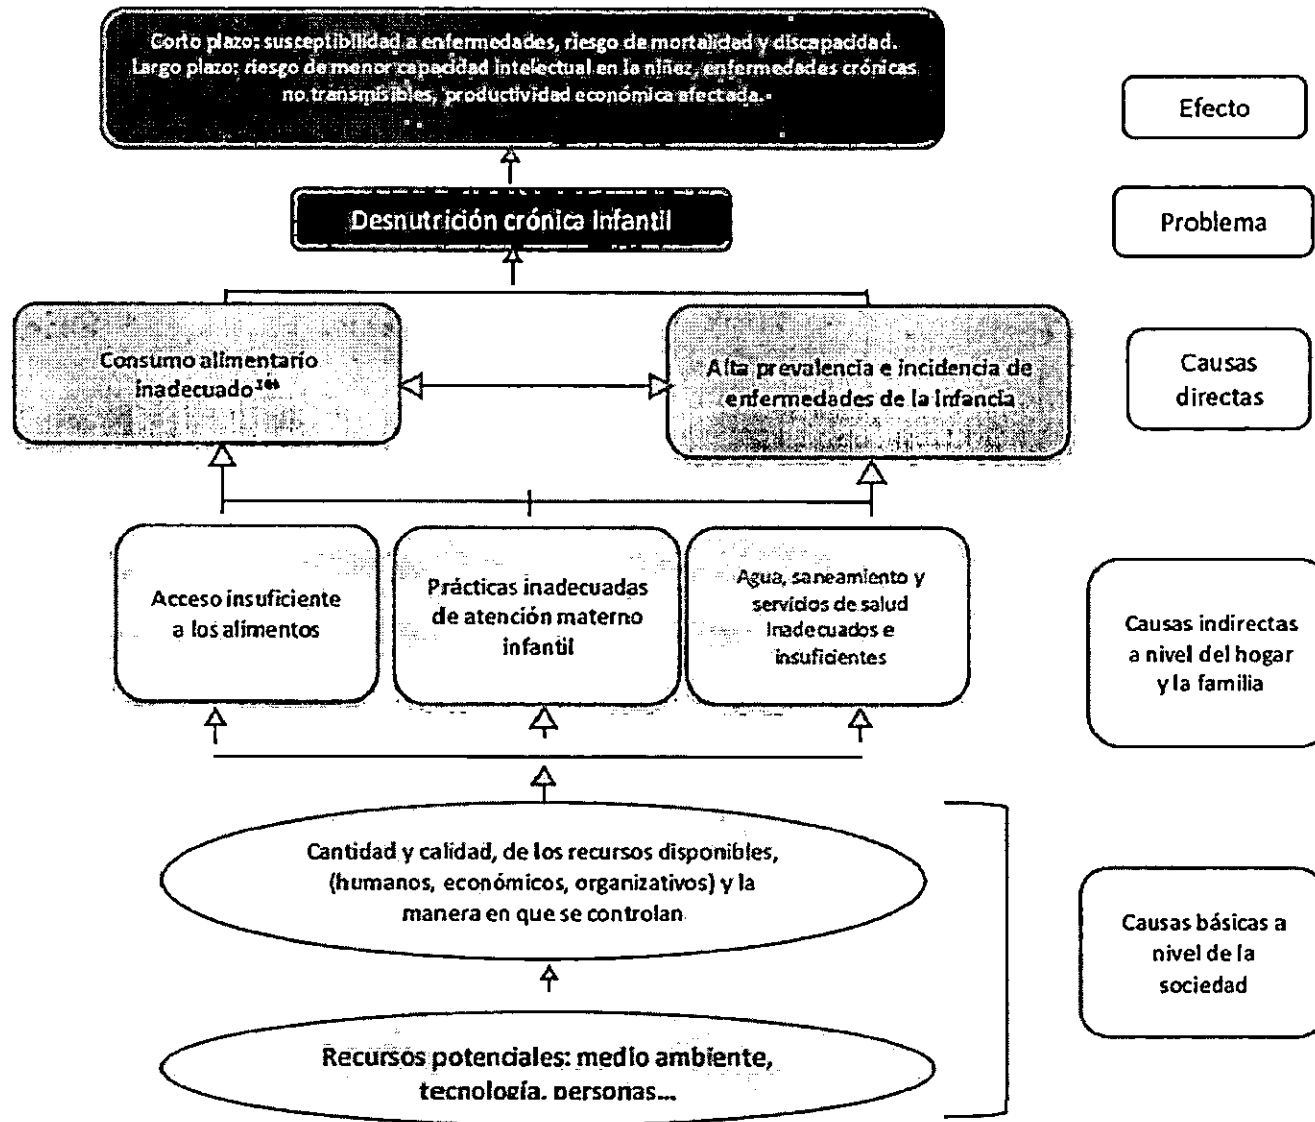 Corto plazo: susceptibilidad a enfermedades, riesgo de mortalidad y discapacidad.
Largo plazo: riesgo de menor capacidad intelectual en la niñez, enfermedades crónicas
no transmisibles, productividad económica afectada.
Efecto
Desnutrición crónica Infantil
Problema
Consumo alimentario
inadecuado
Alta prevalencia e incidencia de
enfermedades de la Infancia
Causas
directas
Acceso insuficiente
a los alimentos
Prácticas inadecuadas
de atención materno
infantil
Agua, saneamiento y
servicios de salud
Inadecuados e
insuficientes
Causas indirectas
a nivel del hogar
y la familia
Cantidad y calidad, de los recursos disponibles,
(humanos, económicos, organizativos) y la
manera en que se controlan
Causas básicas a
nivel de la
sociedad
Recursos potenciales: medio ambiente,
tecnología, personas...